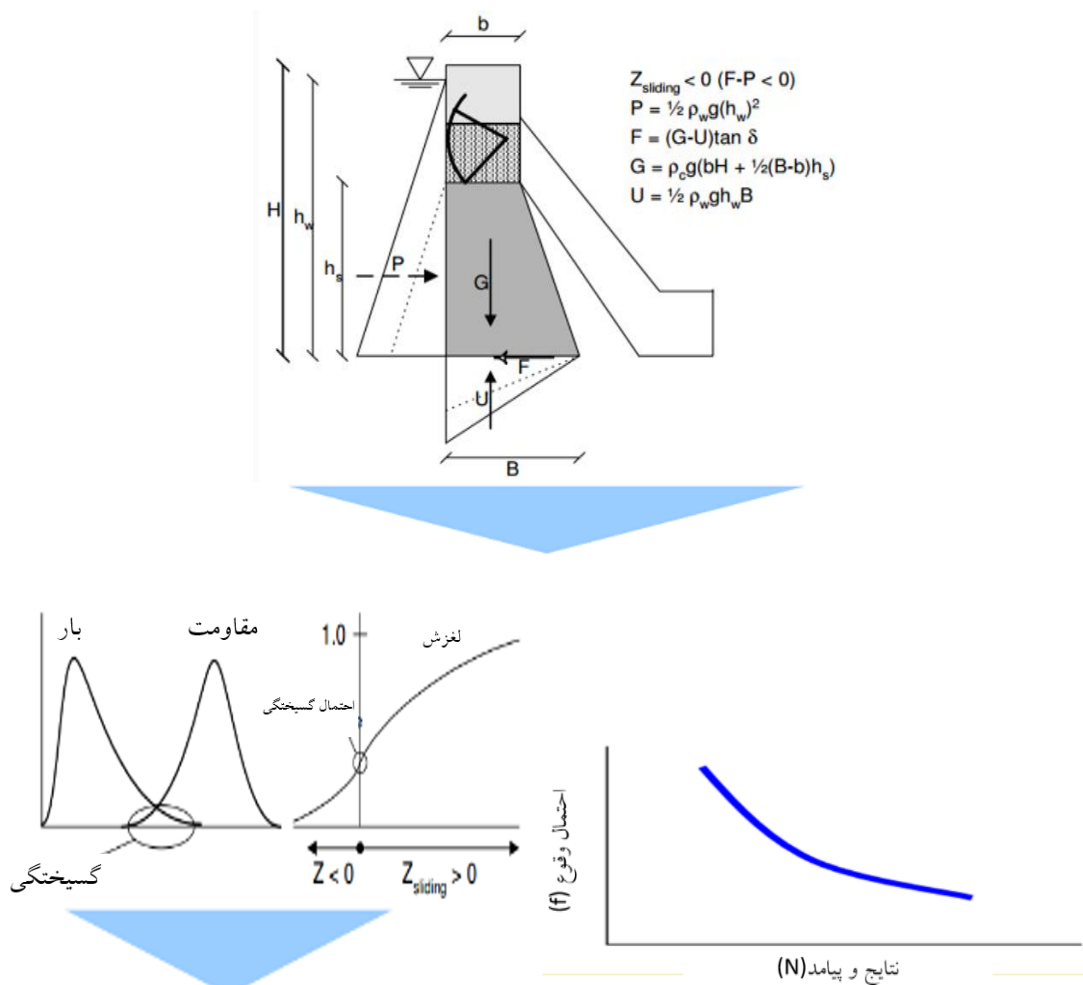 b
Z_sliding < 0 (F-P < 0)
P = ½ ρ_w g(h_w)²
F = (G-U)tan δ
G = ρ_c g(bH + ½(B-b)h_s)
U = ½ ρ_w gh_w B
H
h_w
h_s
P
G
F
U
B
بار
مقاومت
گسیختگی
1.0
لغزش
احتمال گسیختگی
Z < 0
Z_sliding > 0
احتمال وقوع (f)
نتایج و پیامد(N)